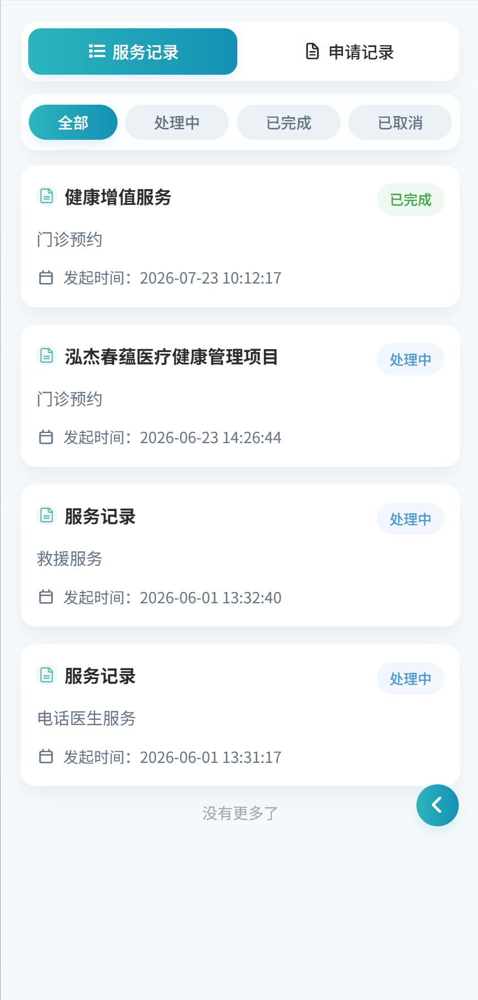 服务记录
申请记录
全部
处理中
已完成
已取消
健康增值服务
已完成
门诊预约
发起时间：2026-07-23 10:12:17
泓杰春蕴医疗健康管理项目
处理中
门诊预约
发起时间：2026-06-23 14:26:44
服务记录
处理中
救援服务
发起时间：2026-06-01 13:32:40
服务记录
处理中
电话医生服务
发起时间：2026-06-01 13:31:17
没有更多了